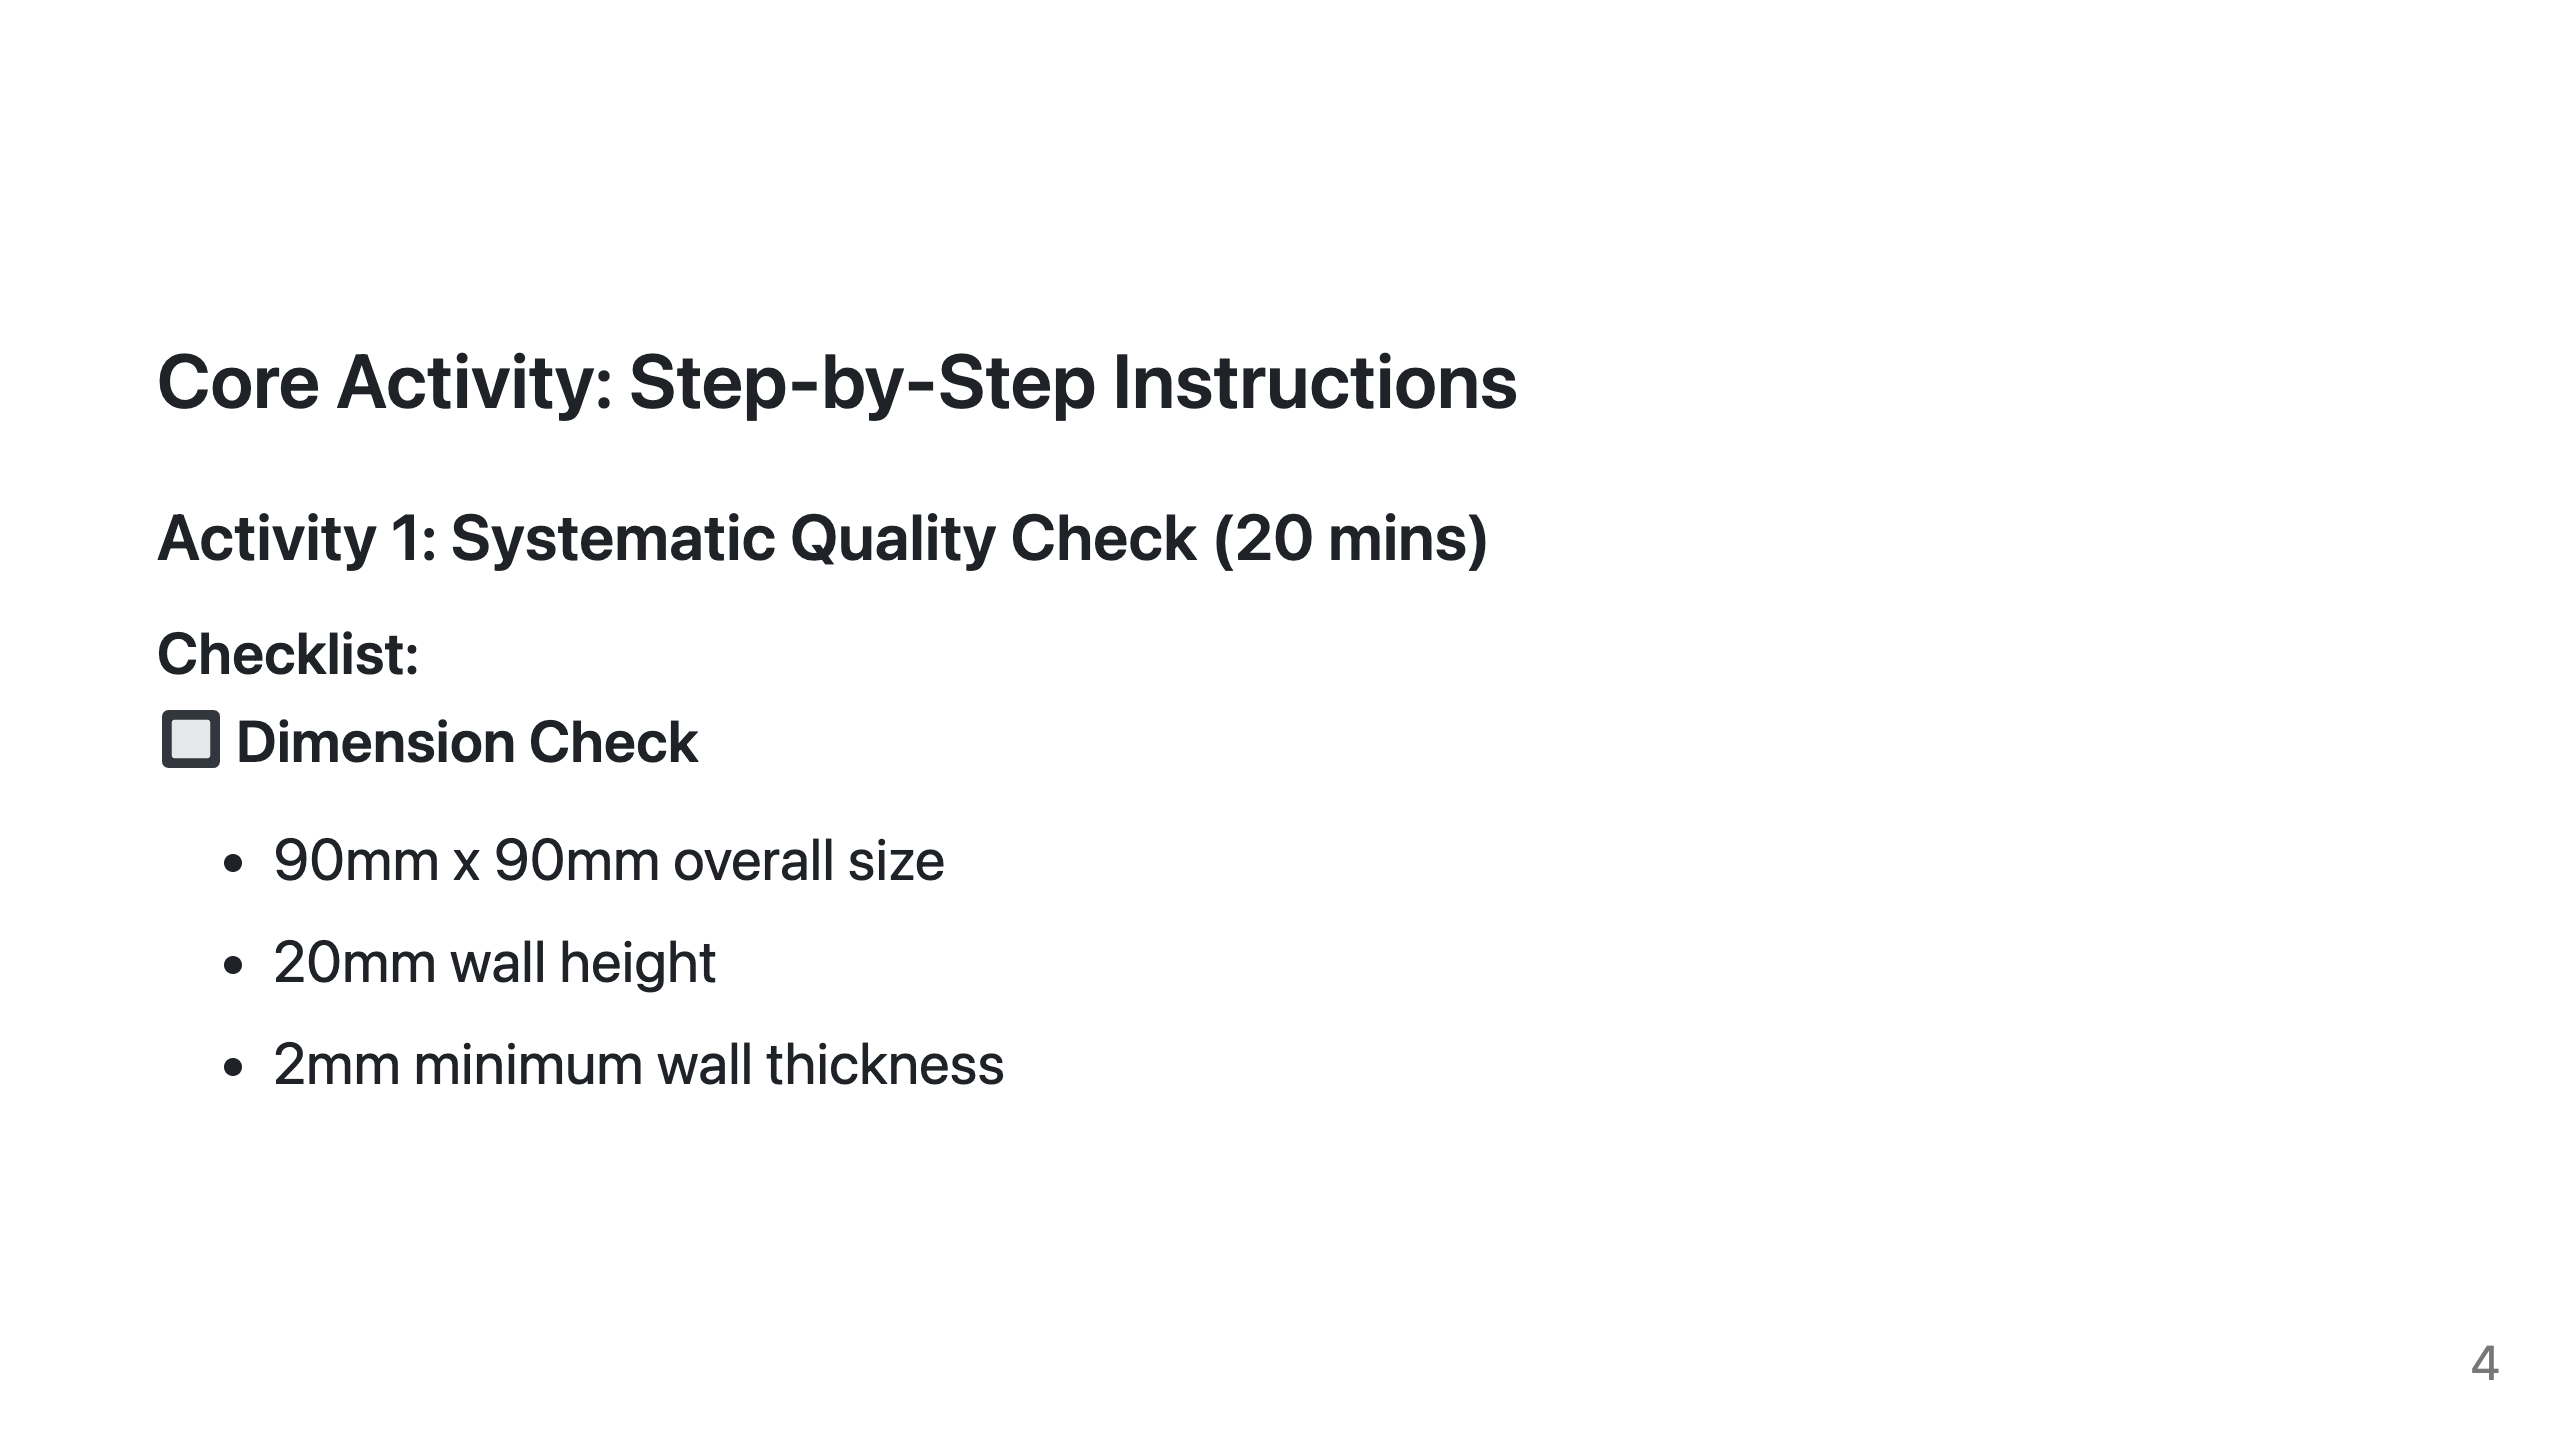 Core Activity: Step-by-Step Instructions
Activity 1: Systematic Quality Check (20 mins)
Checklist:
🔲 Dimension Check
• 90mm x 90mm overall size
• 20mm wall height
• 2mm minimum wall thickness
4